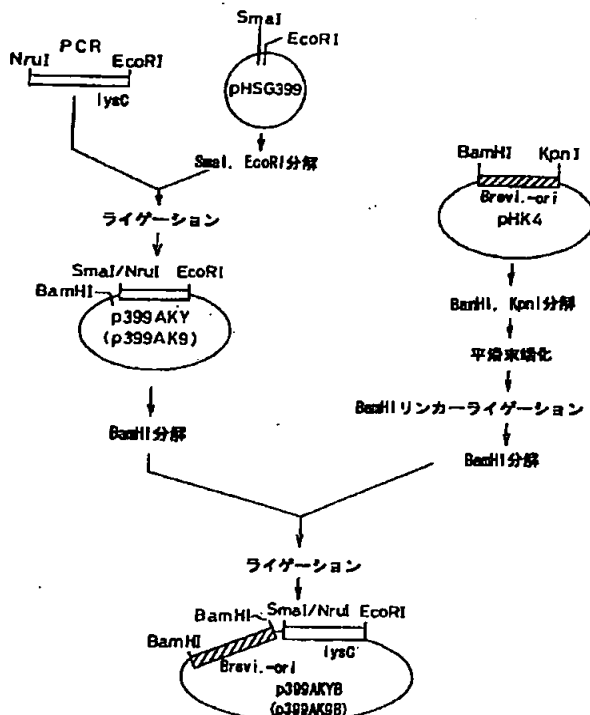 PCR
NruI EcoRI
lysC
SmaI
EcoRI
pHSG399
SmaI, EcoRI分解
ライゲーション
SmaI/NruI EcoRI
BamHI
p399AKY
(p399AK9)
BamHI分解
BamHI KpnI
Brevi.-ori
pHK4
BamHI, KpnI分解
平滑末端化
BamHIリンカーライゲーション
BamHI分解
ライゲーション
BamHI SmaI/NruI EcoRI
BamHI
lysC
Brevi.-ori
p399AKYB
(p399AK9B)